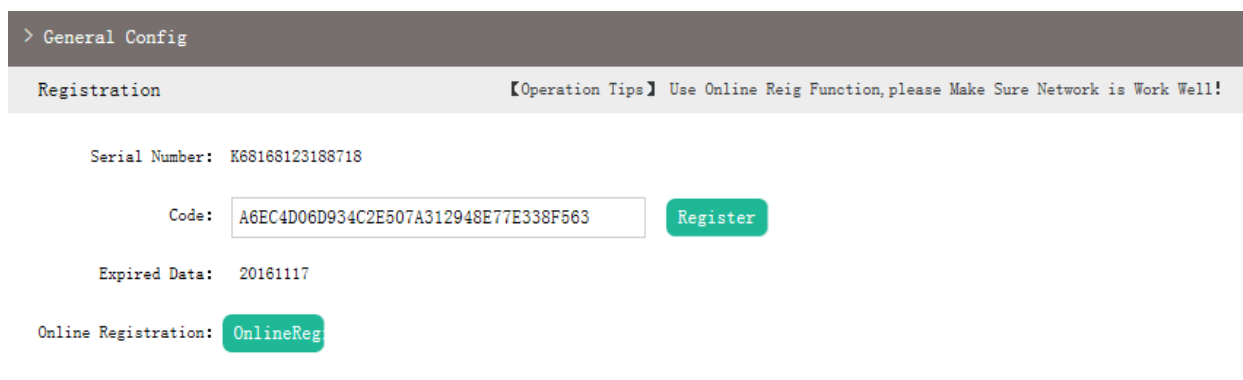 > General Config
Registration 【Operation Tips】 Use Online Reig Function,please Make Sure Network is Work Well!
Serial Number: K68168123188718
Code: A6EC4D06D934C2E507A312948E77E338F563 Register
Expired Data: 20161117
Online Registration: OnlineReg